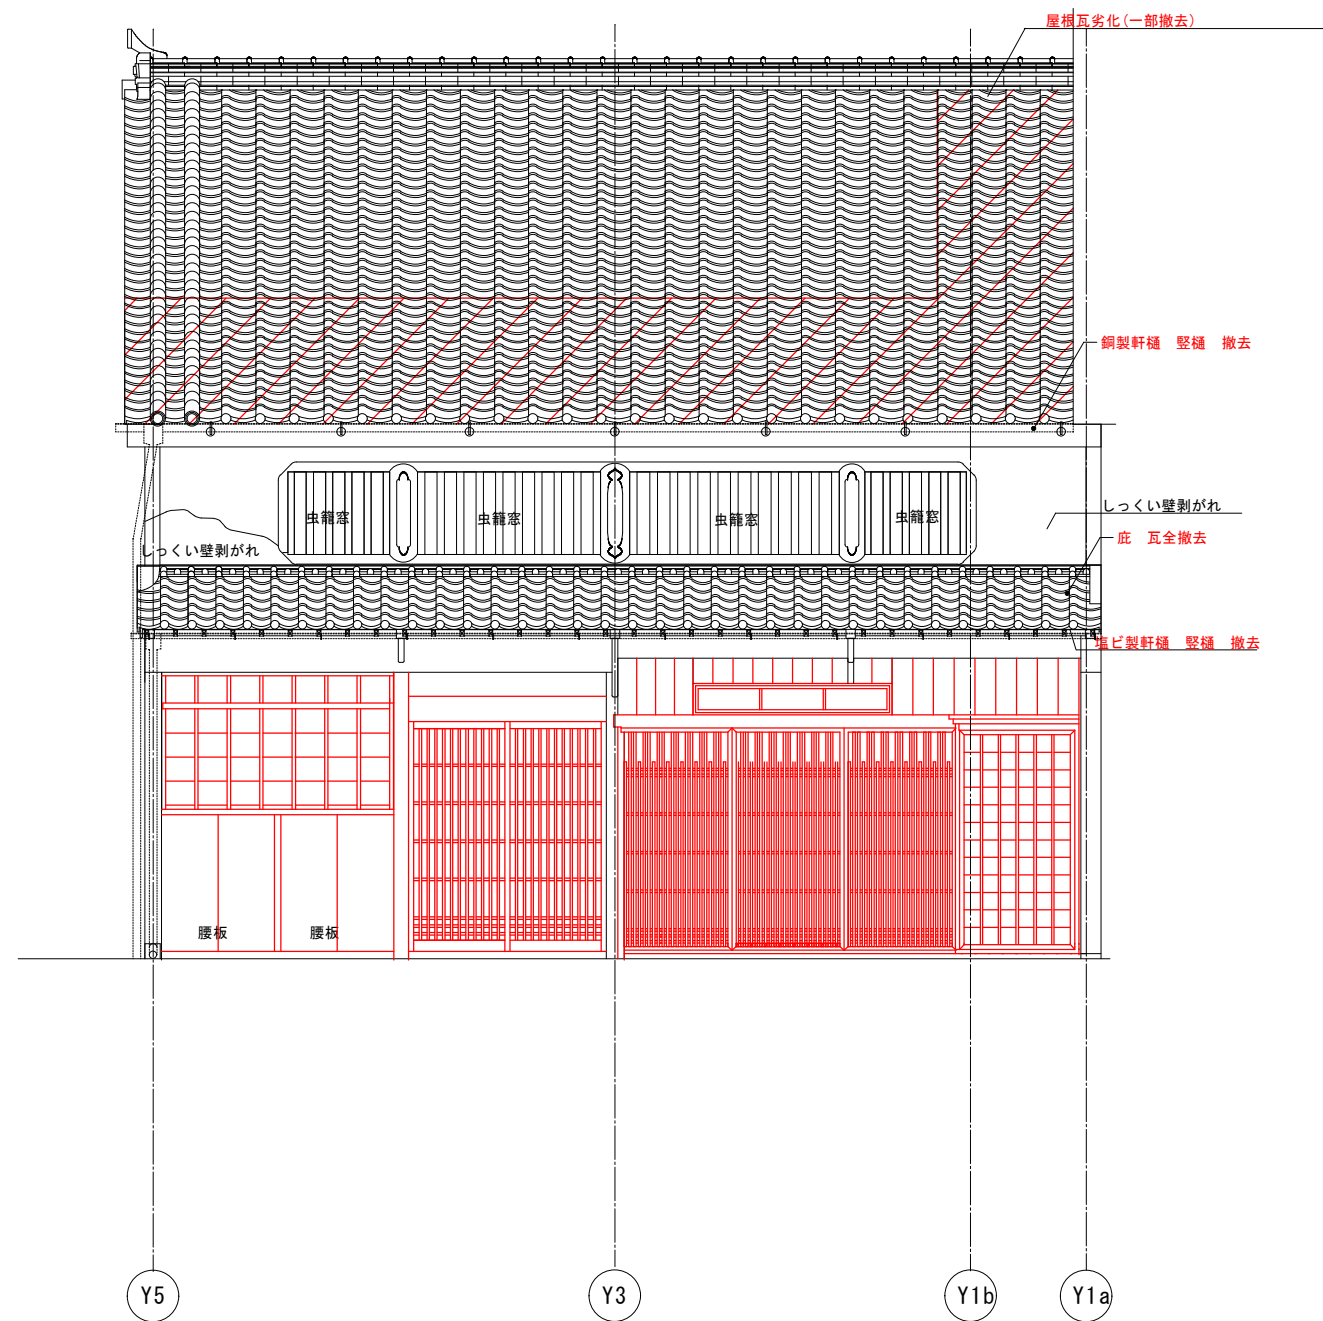 屋根瓦劣化(一部撤去)
銅製軒樋　竪樋　撤去
しっくい壁剥がれ
虫籠窓
虫籠窓
虫籠窓
虫籠窓
しっくい壁剥がれ
庇　瓦全撤去
塩ビ製軒樋　竪樋　撤去
腰板
腰板
Y5
Y3
Y1b
Y1a